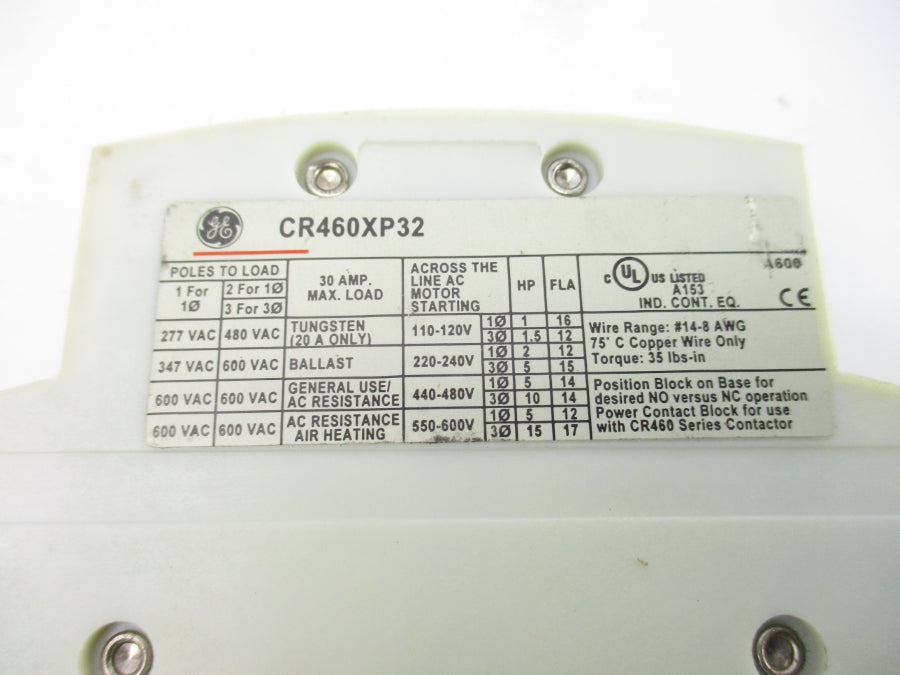 GE CR460XP32
POLES TO LOAD
1 For 1Ø
2 For 1Ø
3 For 3Ø
30 AMP. MAX. LOAD
ACROSS THE LINE AC MOTOR STARTING
HP FLA
277 VAC 480 VAC TUNGSTEN (20 A ONLY) 110-120V
1Ø 1 16
3Ø 1.5 12
347 VAC 600 VAC BALLAST 220-240V
1Ø 2 12
3Ø 5 15
600 VAC 600 VAC GENERAL USE/ AC RESISTANCE 440-480V
1Ø 5 14
3Ø 10 14
600 VAC 600 VAC AC RESISTANCE AIR HEATING 550-600V
1Ø 5 12
3Ø 15 17
C UL US LISTED
A153
IND. CONT. EQ.
A600
CE
Wire Range: #14-8 AWG
75° C Copper Wire Only
Torque: 35 lbs-in
Position Block on Base for
desired NO versus NC operation
Power Contact Block for use
with CR460 Series Contactor